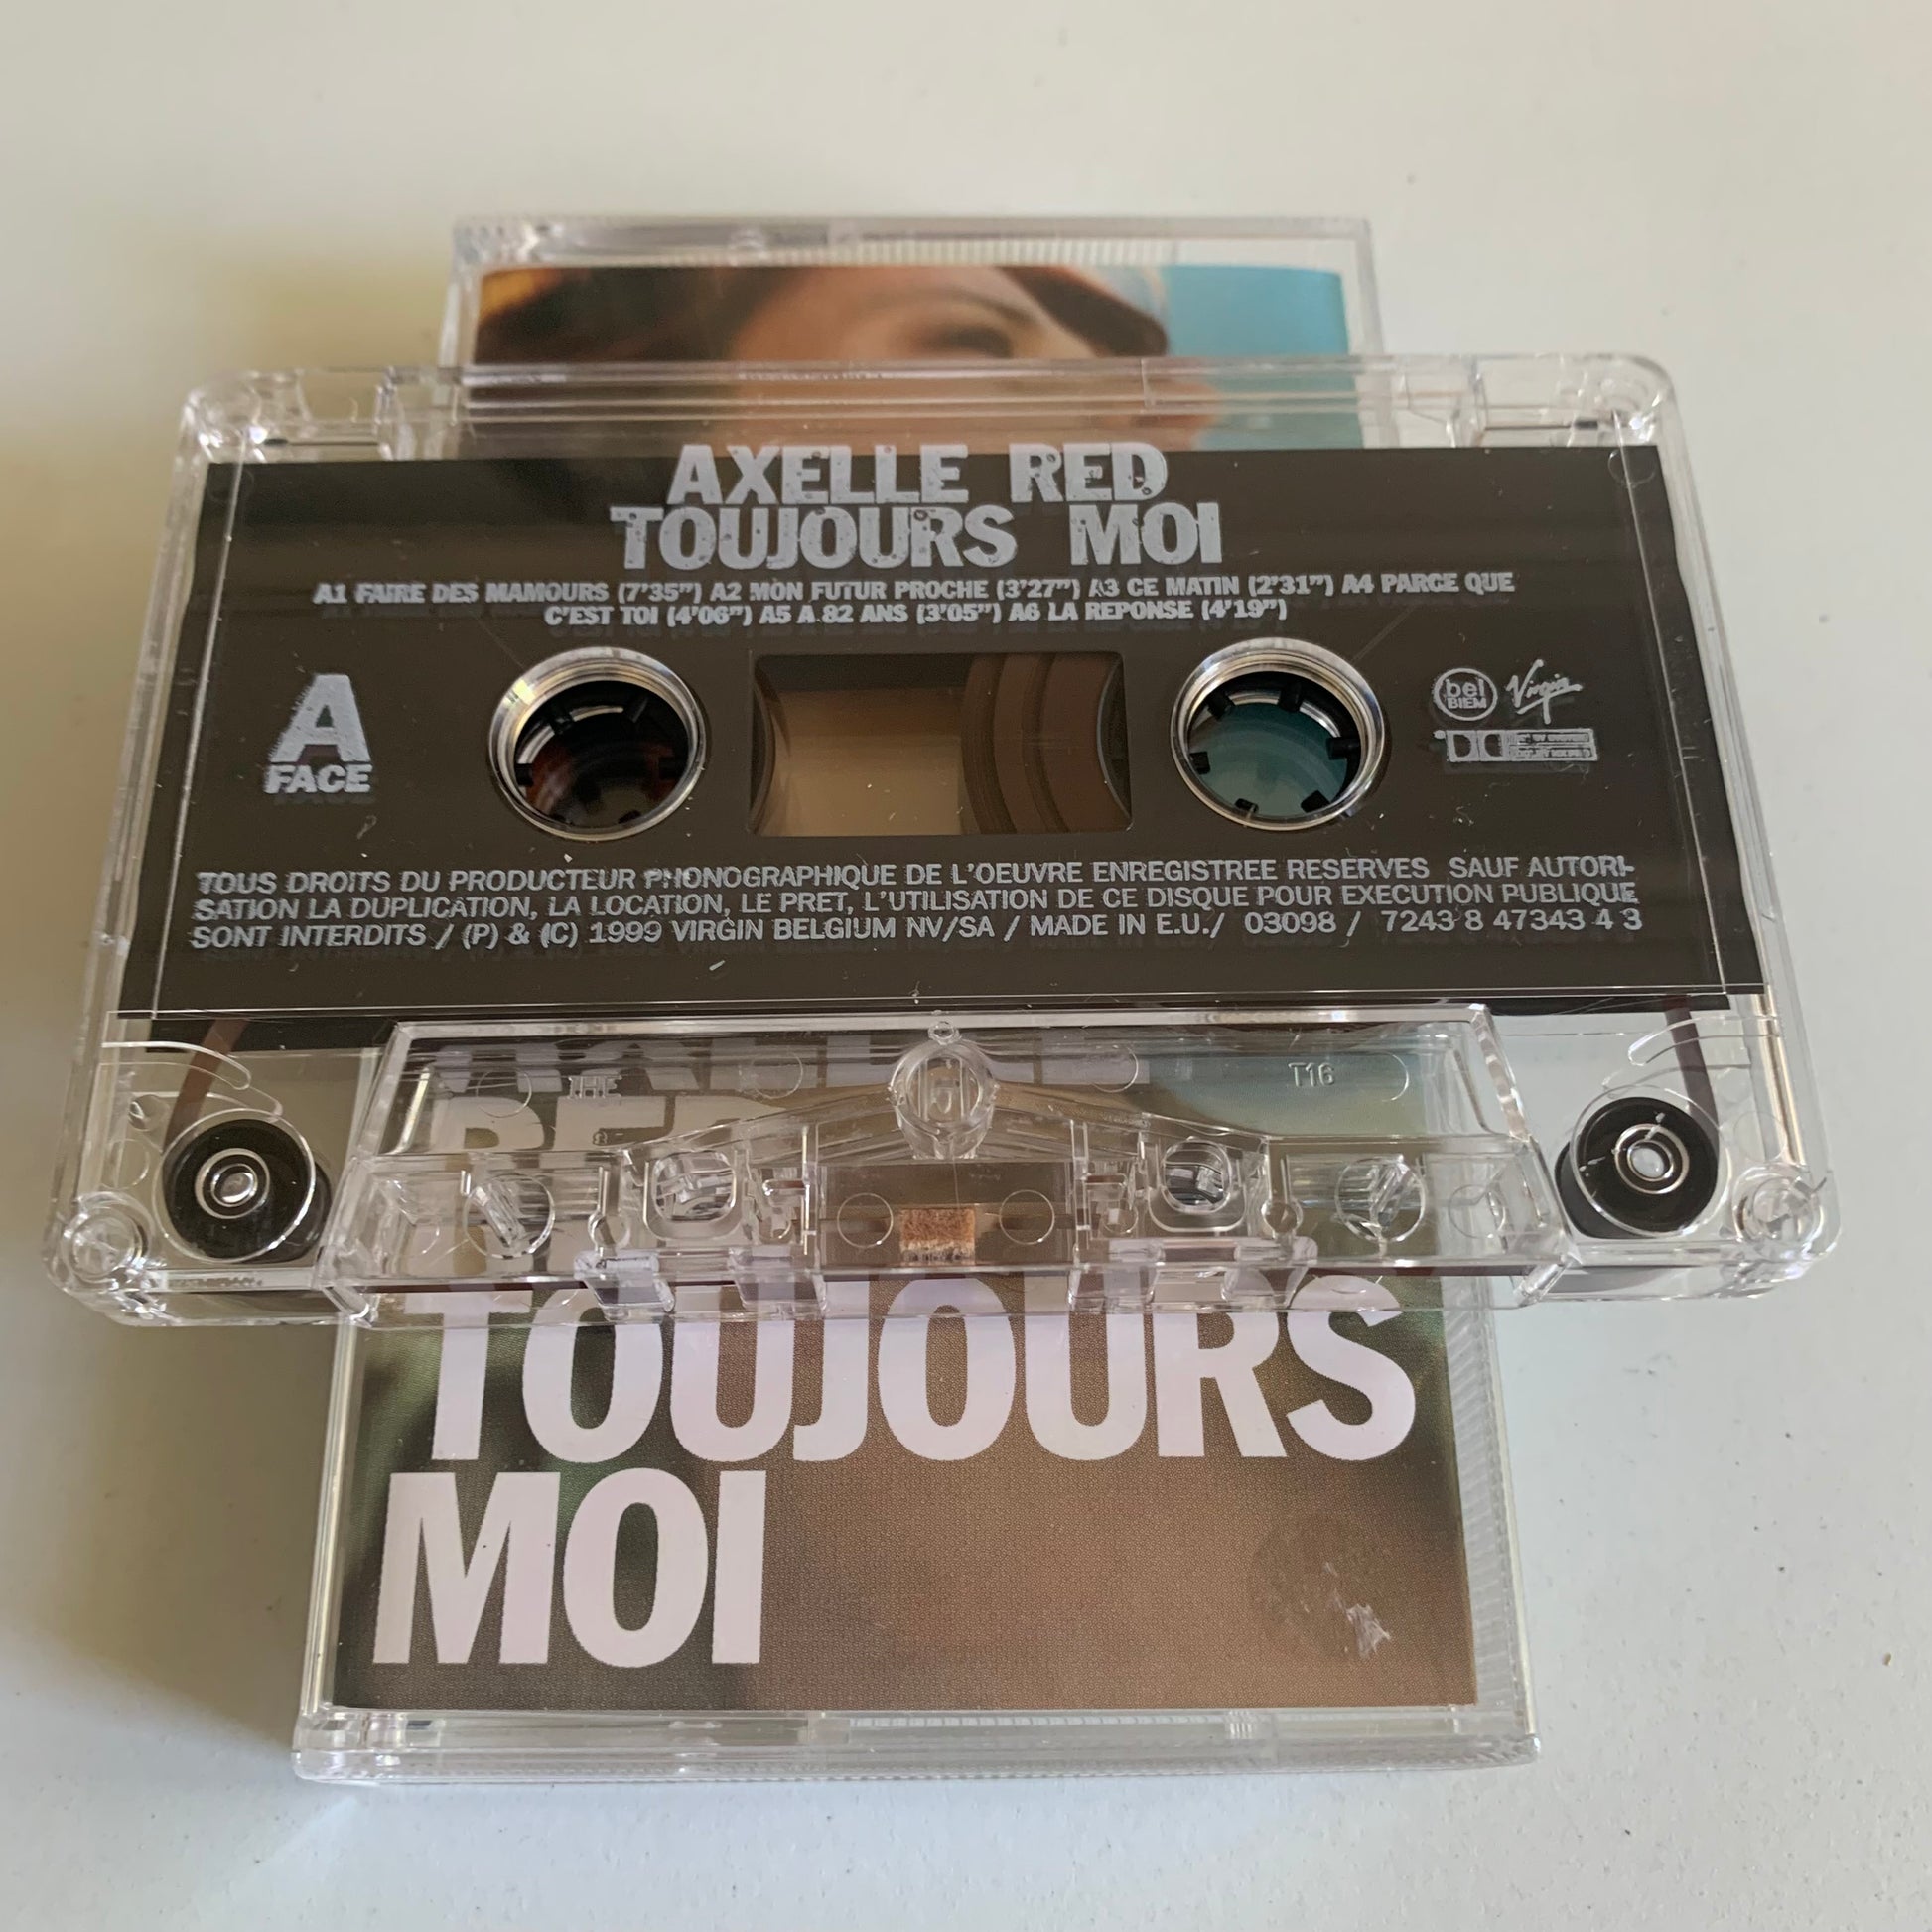 AXELLE RED
TOUJOURS MOI
A1 FAIRE DES MAMOURS (7'35") A2 MON FUTUR PROCHE (3'27") A3 CE MATIN (2'31") A4 PARCE QUE
C'EST TOI (4'06") A5 A 82 ANS (3'05") A6 LA REPONSE (4'19")
A
FACE
bel
BIEM
Virgin
TOUS DROITS DU PRODUCTEUR PHONOGRAPHIQUE DE L'OEUVRE ENREGISTREE RESERVES SAUF AUTORI-
SATION LA DUPLICATION, LA LOCATION, LE PRET, L'UTILISATION DE CE DISQUE POUR EXECUTION PUBLIQUE
SONT INTERDITS / (P) & (C) 1999 VIRGIN BELGIUM NV/SA / MADE IN E.U./ 03098 / 7243 8 47343 4 3
T16
AXELLE
RED
TOUJOURS
MOI